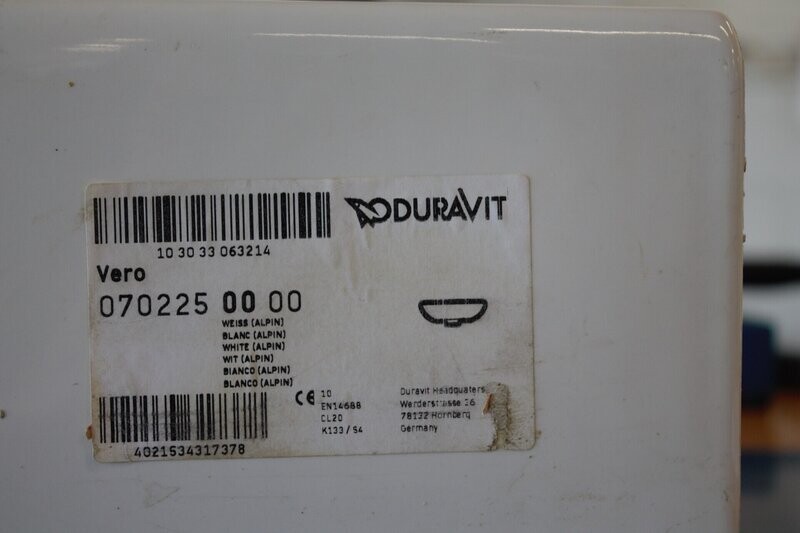 DURAVIT
10 30 33 063214
Vero
070225 00 00
WEISS (ALPIN)
BLANC (ALPIN)
WHITE (ALPIN)
WIT (ALPIN)
BIANCO (ALPIN)
BLANCO (ALPIN)
CE 10
EN14688
CL20
K133 / S4
Duravit Headquaters
Werderstrasse 36
78132 Hornberg
Germany
4021534317378